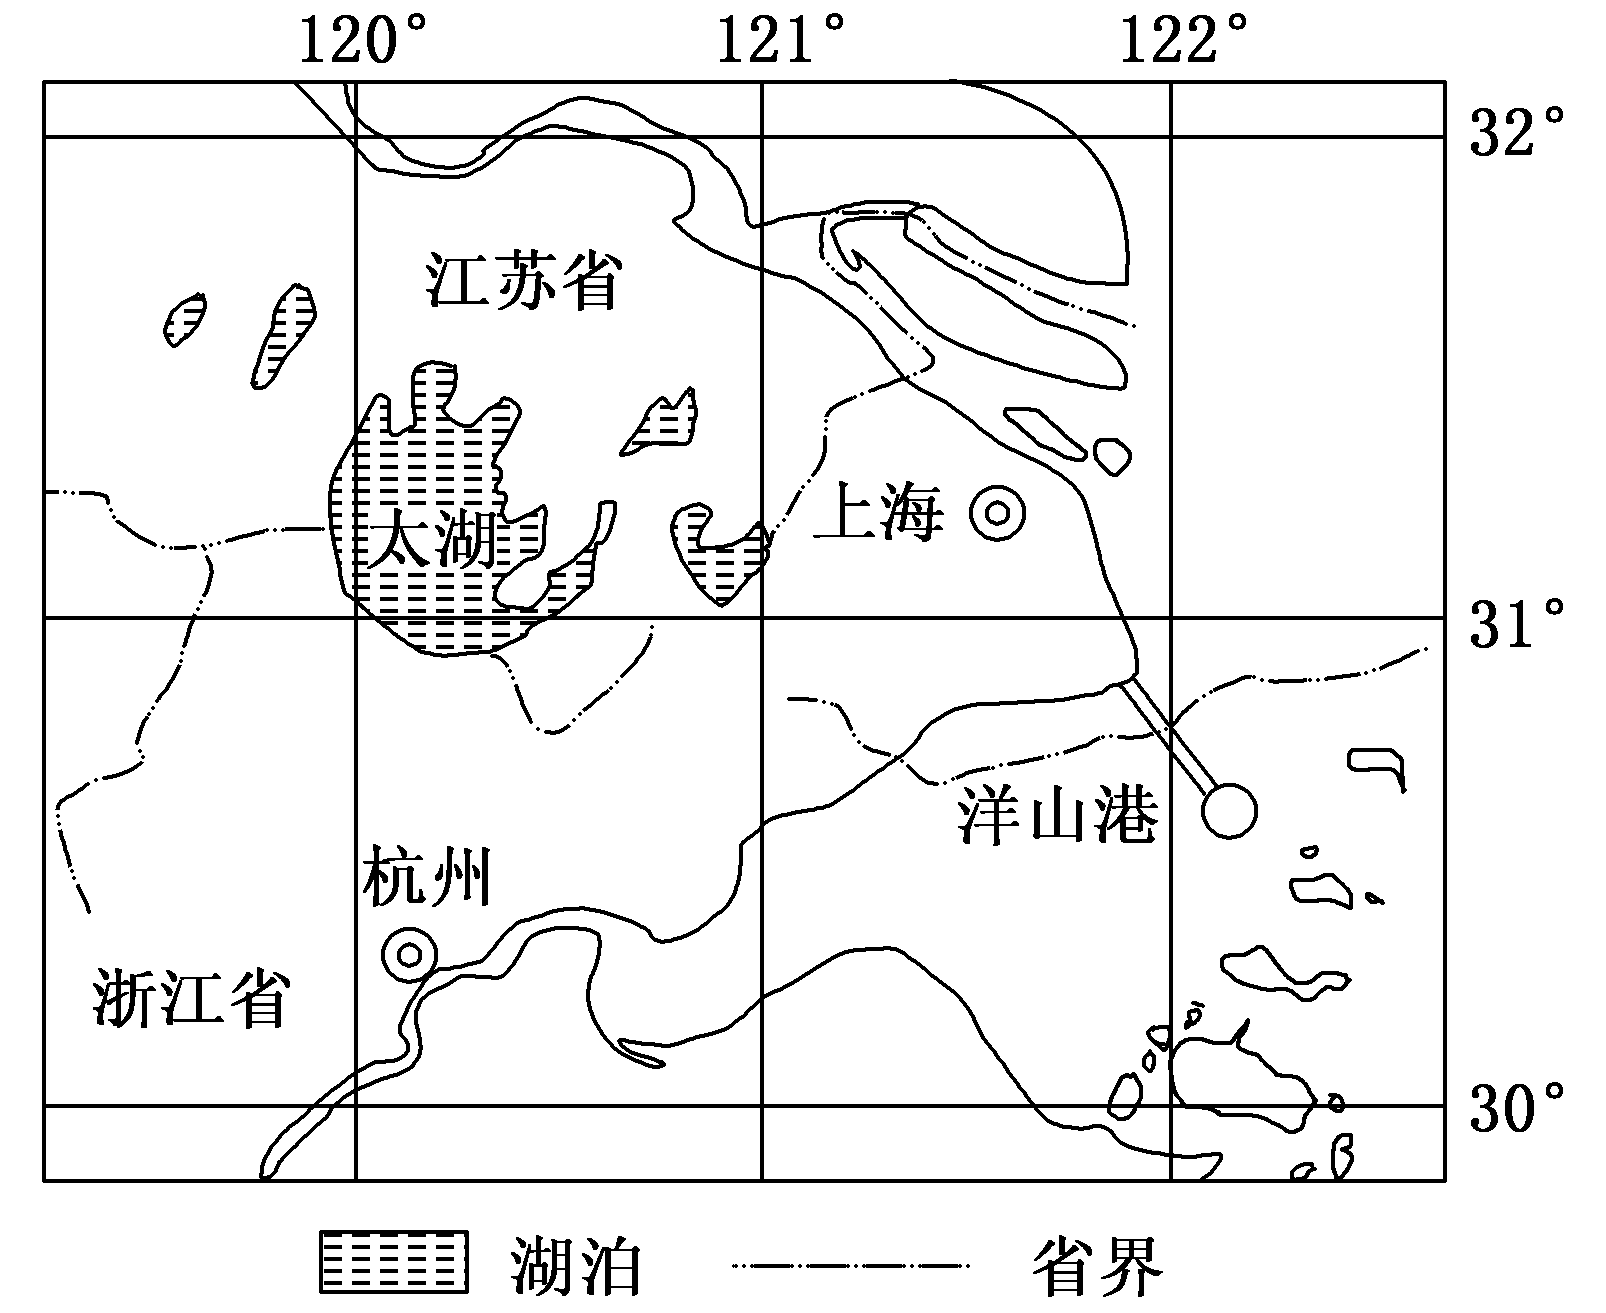 120° 121° 122°
32°
江苏省
上海
太湖
31°
洋山港
杭州
浙江省
30°
湖泊 省界